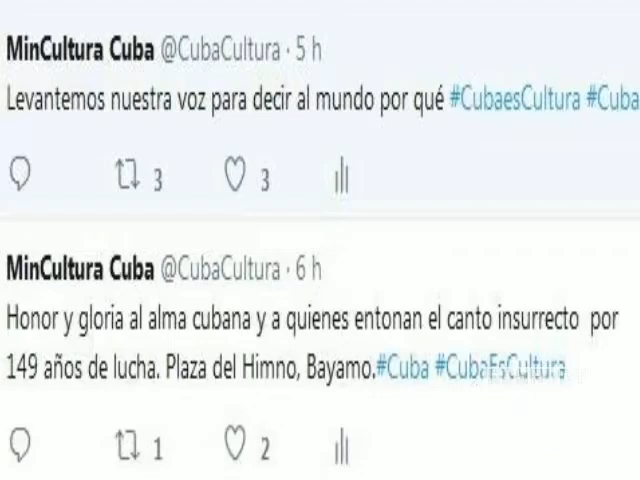 MinCultura Cuba @CubaCultura · 5 h
Levantemos nuestra voz para decir al mundo por qué #CubaesCultura #Cuba
3 3
MinCultura Cuba @CubaCultura · 6 h
Honor y gloria al alma cubana y a quienes entonan el canto insurrecto por
149 años de lucha. Plaza del Himno, Bayamo.#Cuba #CubaEsCultura
1 2